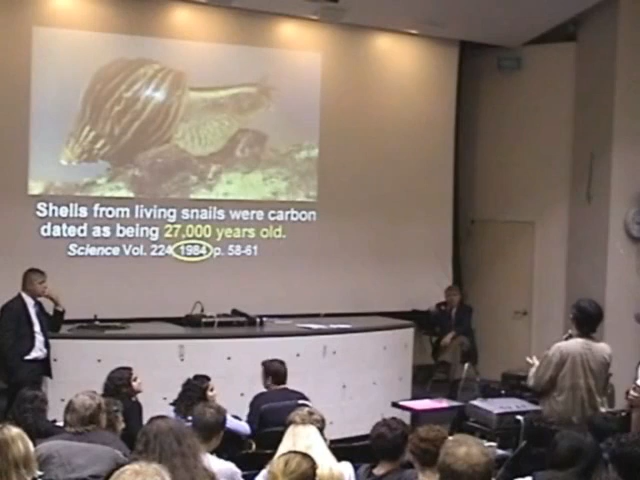 Shells from living snails were carbon
dated as being 27,000 years old.
Science Vol. 224, 1984, p. 58-61